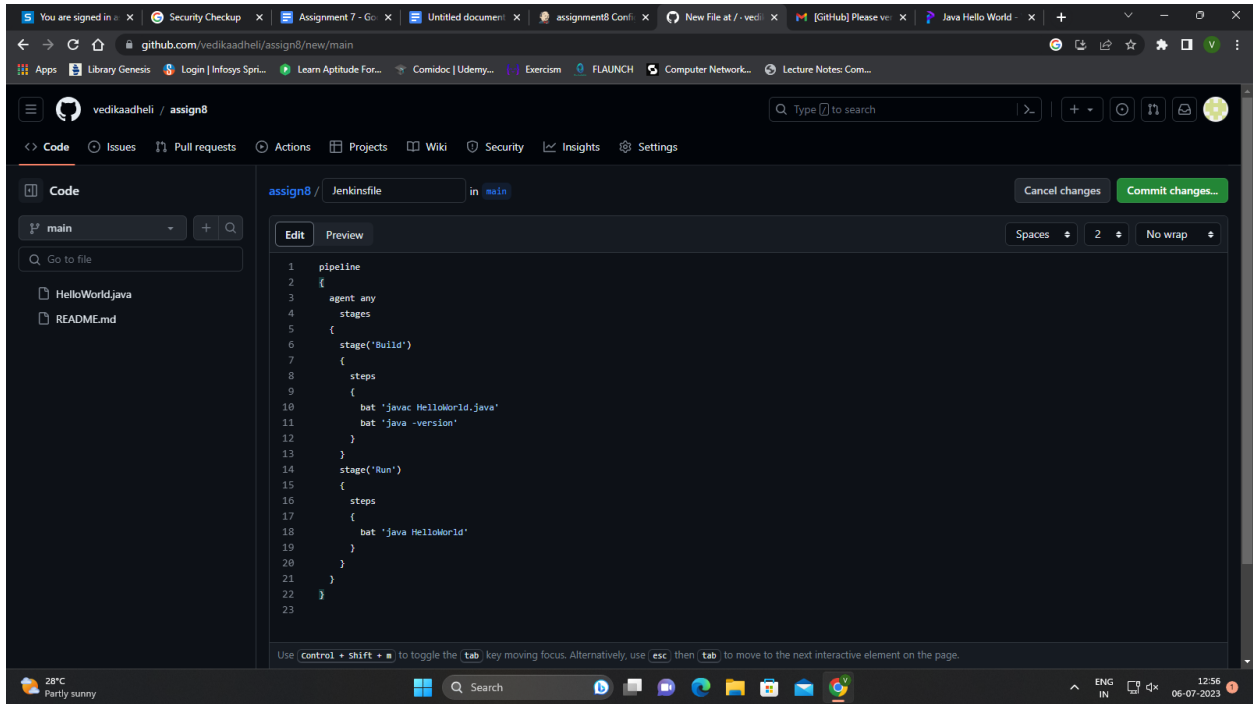 You are signed in a
Security Checkup
Assignment 7 - Go
Untitled document
assignment8 Confi
New File at / · vedi
[GitHub] Please ve
Java Hello World -
github.com/vedikaadheli/assign8/new/main
Apps
Library Genesis
Login | Infosys Spri...
Learn Aptitude For...
Comidoc | Udemy...
Exercism
FLAUNCH
Computer Network...
Lecture Notes: Com...
vedikaadheli / assign8
Type / to search
Code
Issues
Pull requests
Actions
Projects
Wiki
Security
Insights
Settings
Code
main
Go to file
HelloWorld.java
README.md
assign8 / Jenkinsfile in main
Cancel changes
Commit changes...
Edit
Preview
Spaces
2
No wrap
1 pipeline
2 {
3 agent any
4 stages
5 {
6 stage('Build')
7 {
8 steps
9 {
10 bat 'javac HelloWorld.java'
11 bat 'java -version'
12 }
13 }
14 stage('Run')
15 {
16 steps
17 {
18 bat 'java HelloWorld'
19 }
20 }
21 }
22 }
23
Use Control + Shift + m to toggle the tab key moving focus. Alternatively, use esc then tab to move to the next interactive element on the page.
28°C
Partly sunny
Search
ENG
IN
12:56
06-07-2023
1